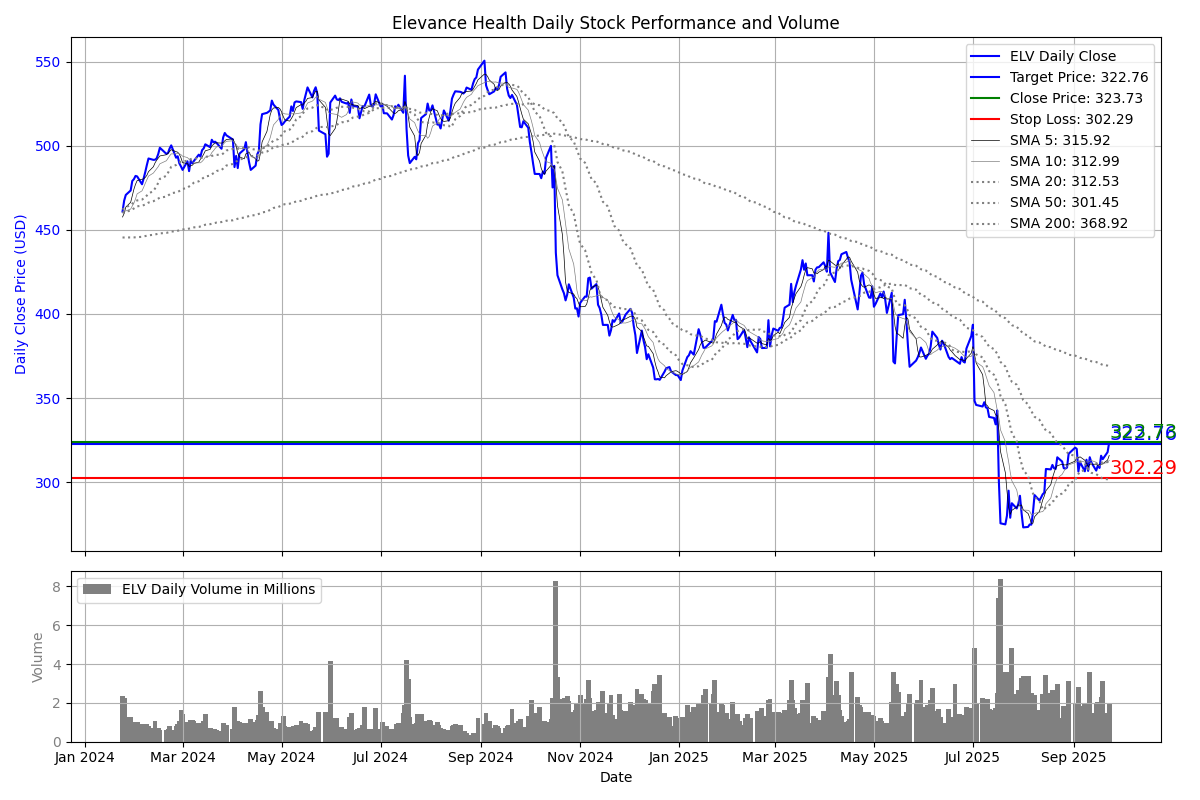 Elevance Health Daily Stock Performance and Volume
Daily Close Price (USD)
550
500
450
400
350
300
ELV Daily Close
Target Price: 322.76
Close Price: 323.73
Stop Loss: 302.29
SMA 5: 315.92
SMA 10: 312.99
SMA 20: 312.53
SMA 50: 301.45
SMA 200: 368.92
323.73
322.76
302.29
Volume
8
6
4
2
0
ELV Daily Volume in Millions
Jan 2024 Mar 2024 May 2024 Jul 2024 Sep 2024 Nov 2024 Jan 2025 Mar 2025 May 2025 Jul 2025 Sep 2025
Date